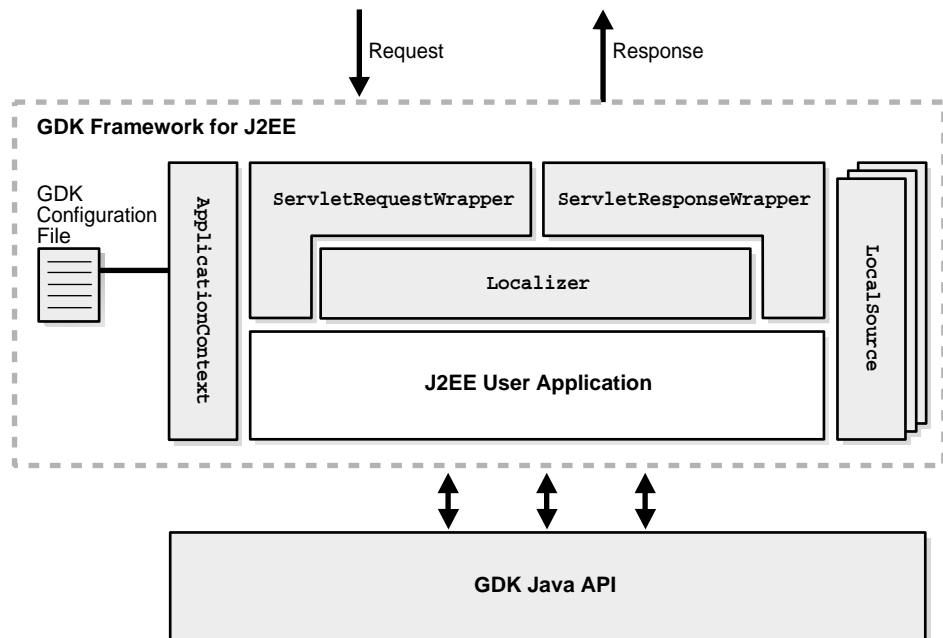 Request
Response
GDK Framework for J2EE
GDK
Configuration
File
ApplicationContext
ServletRequestWrapper
ServletResponseWrapper
Localizer
LocalSource
J2EE User Application
GDK Java API